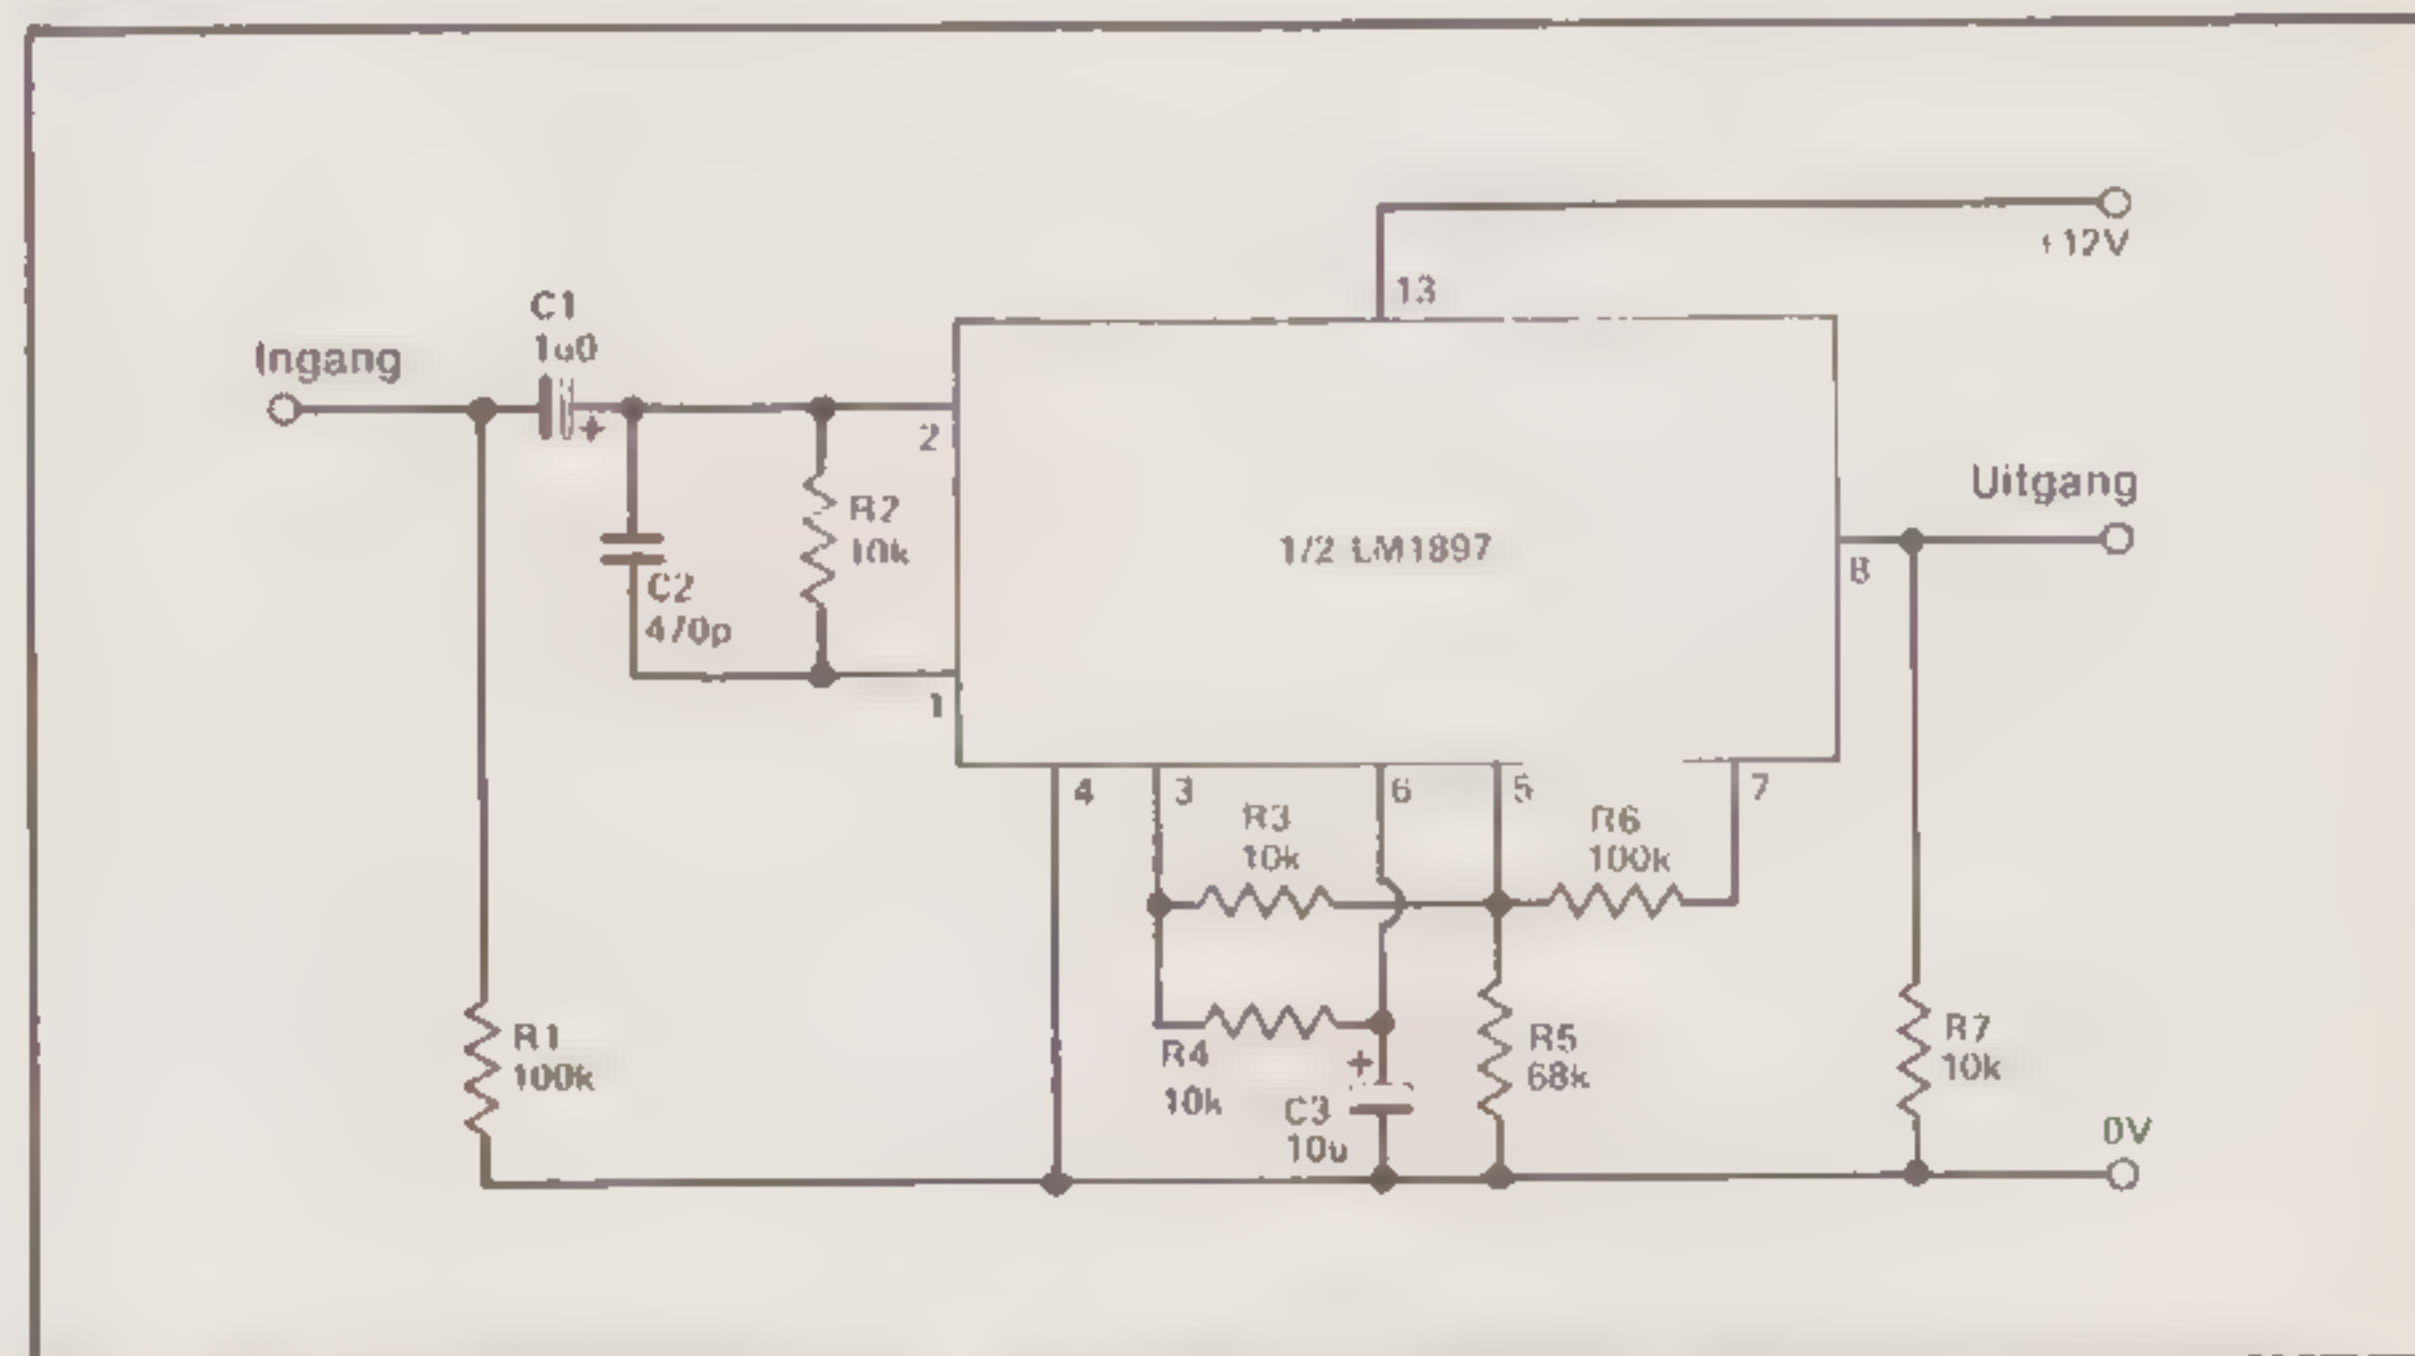 +12V
13
C1
1u0
Ingang
2
R2
10k
Uitgang
1/2 LM1897
8
C2
470p
1
4
3
6
5
7
R3
10k
R6
100k
R1
100k
R4
10k
+
C3
10u
R5
68k
R7
10k
0V
+